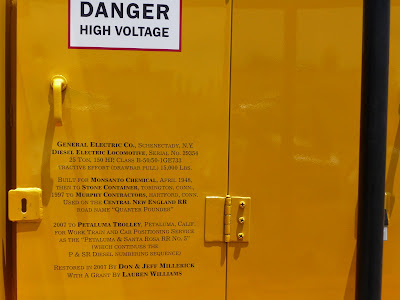 DANGER
HIGH VOLTAGE
GENERAL ELECTRIC CO., SCHENECTADY, N.Y.
DIESEL ELECTRIC LOCOMOTIVE, SERIAL NO.
25 TON, 150 HP, CLASS B-50/50-1GE733
(TRACTIVE EFFORT (DRAWBAR PULL) 15,000 LBS.
BUILT FOR MONSANTO CHEMICAL, APRIL 1948,
THEN TO STONE CONTAINER, TORINGTON, CONN.,
1997 TO MURPHY CONTRACTORS, HARTFORD, CONN.
USED ON THE CENTRAL NEW ENGLAND RR
ROAD NAME "QUARTER POUNDER"
2002 TO PETALUMA TROLLEY, PETALUMA, CALIF.
FOR WORK TRAIN AND CAR POSITIONING SERVICE
AS THE "PETALUMA & SANTA ROSA RR NO. 5"
(WHICH CONTINUES THE
P & SR DIESEL NUMBERING SEQUENCE)
RESTORED IN 2003 BY DON & JEFF MILLERICK
WITH A GRANT BY LAUREN WILLIAMS